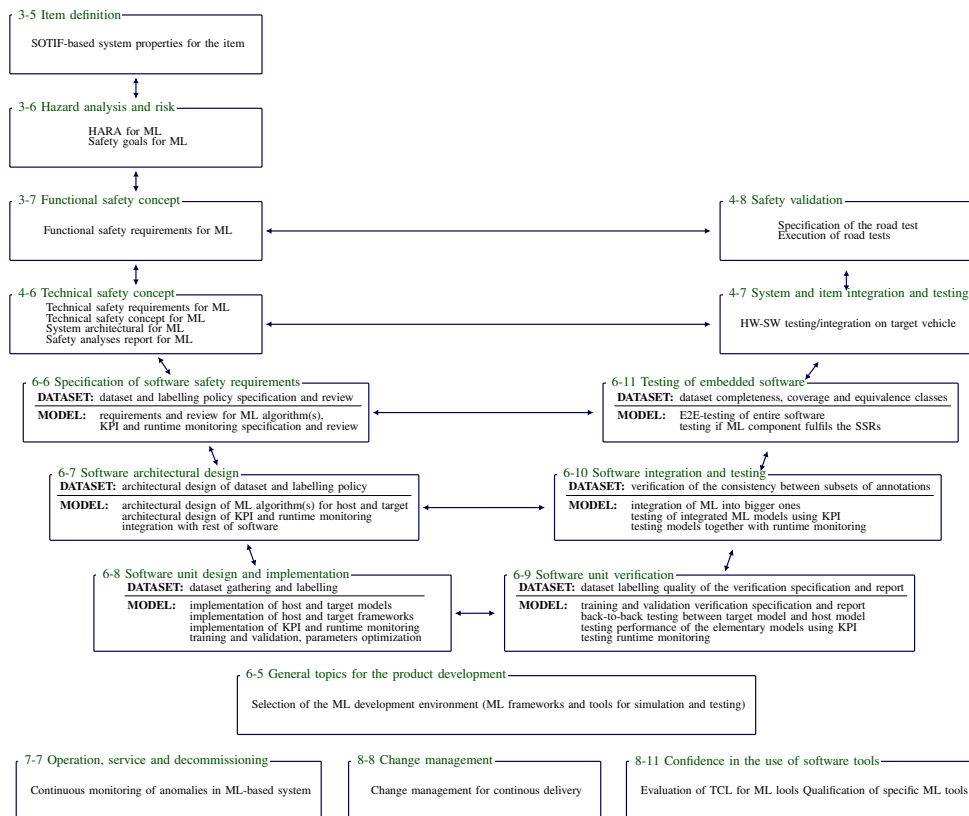 3-5 Item definition
SOTIF-based system properties for the item
3-6 Hazard analysis and risk
HARA for ML
Safety goals for ML
3-7 Functional safety concept
Functional safety requirements for ML
4-8 Safety validation
Specification of the road test
Execution of road tests
4-6 Technical safety concept
Technical safety requirements for ML
Technical safety concept for ML
System architectural for ML
Safety analyses report for ML
4-7 System and item integration and testing
HW-SW testing/integration on target vehicle
6-6 Specification of software safety requirements
DATASET: dataset and labelling policy specification and review
MODEL: requirements and review for ML algorithm(s),
KPI and runtime monitoring specification and review
6-11 Testing of embedded software
DATASET: dataset completeness, coverage and equivalence classes
MODEL: E2E-testing of entire software
testing if ML component fulfils the SSRs
6-7 Software architectural design
DATASET: architectural design of dataset and labelling policy
MODEL: architectural design of ML algorithm(s) for host and target
architectural design of KPI and runtime monitoring
integration with rest of software
6-10 Software integration and testing
DATASET: verification of the consistency between subsets of annotations
MODEL: integration of ML into bigger ones
testing of integrated ML models using KPI
testing models together with runtime monitoring
6-8 Software unit design and implementation
DATASET: dataset gathering and labelling
MODEL: implementation of host and target models
implementation of host and target frameworks
implementation of KPI and runtime monitoring
training and validation, parameters optimization
6-9 Software unit verification
DATASET: dataset labelling quality of the verification specification and report
MODEL: training and validation verification specification and report
back-to-back testing between target model and host model
testing performance of the elementary models using KPI
testing runtime monitoring
6-5 General topics for the product development
Selection of the ML development environment (ML frameworks and tools for simulation and testing)
7-7 Operation, service and decommissioning
Continuous monitoring of anomalies in ML-based system
8-8 Change management
Change management for continous delivery
8-11 Confidence in the use of software tools
Evaluation of TCL for ML lools Qualification of specific ML tools